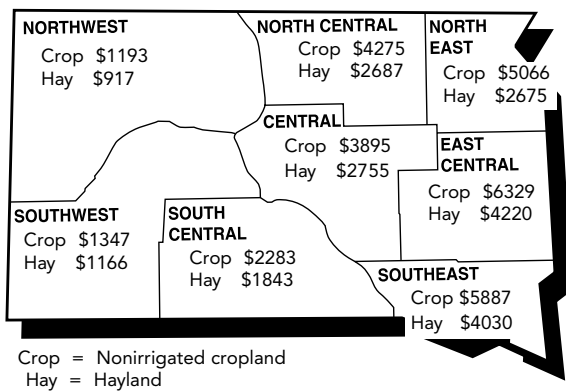 NORTHWEST
Crop $1193
Hay $917
NORTH CENTRAL
Crop $4275
Hay $2687
NORTH
EAST
Crop $5066
Hay $2675
CENTRAL
Crop $3895
Hay $2755
EAST
CENTRAL
Crop $6329
Hay $4220
SOUTHWEST
Crop $1347
Hay $1166
SOUTH
CENTRAL
Crop $2283
Hay $1843
SOUTHEAST
Crop $5887
Hay $4030
Crop = Nonirrigated cropland
Hay = Hayland